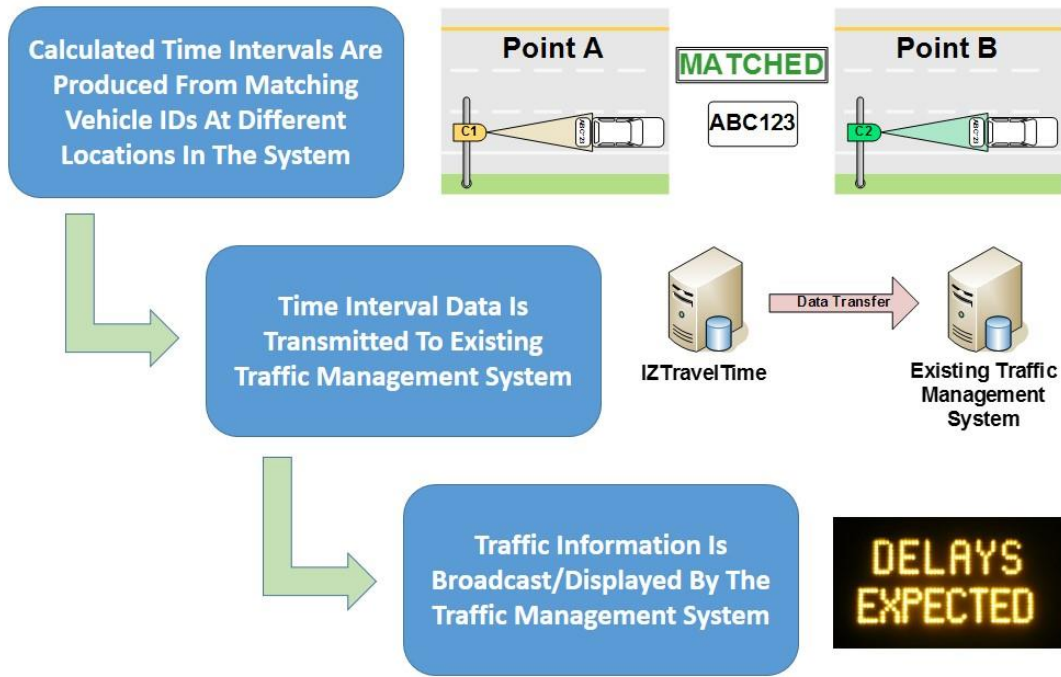 Calculated Time Intervals Are
Produced From Matching
Vehicle IDs At Different
Locations In The System
Point A
C1
ABC123
MATCHED
ABC123
Point B
C2
ABC123
Time Interval Data Is
Transmitted To Existing
Traffic Management System
IZTravelTime
Data Transfer
Existing Traffic
Management
System
Traffic Information Is
Broadcast/Displayed By The
Traffic Management System
DELAYS
EXPECTED